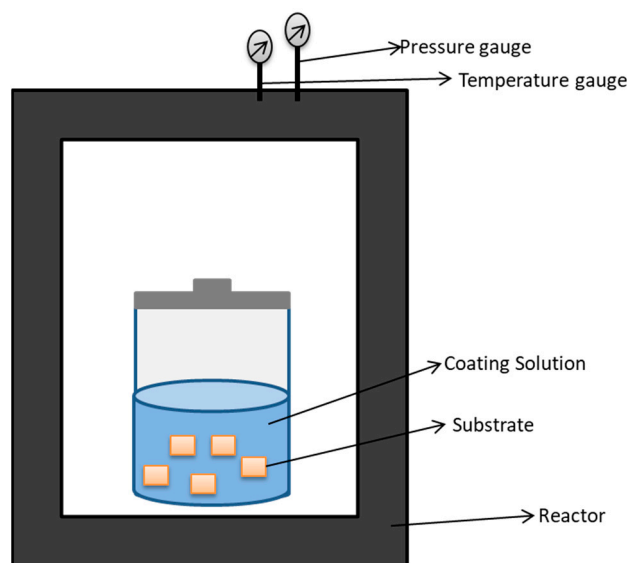 Pressure gauge
Temperature gauge
Coating Solution
Substrate
Reactor